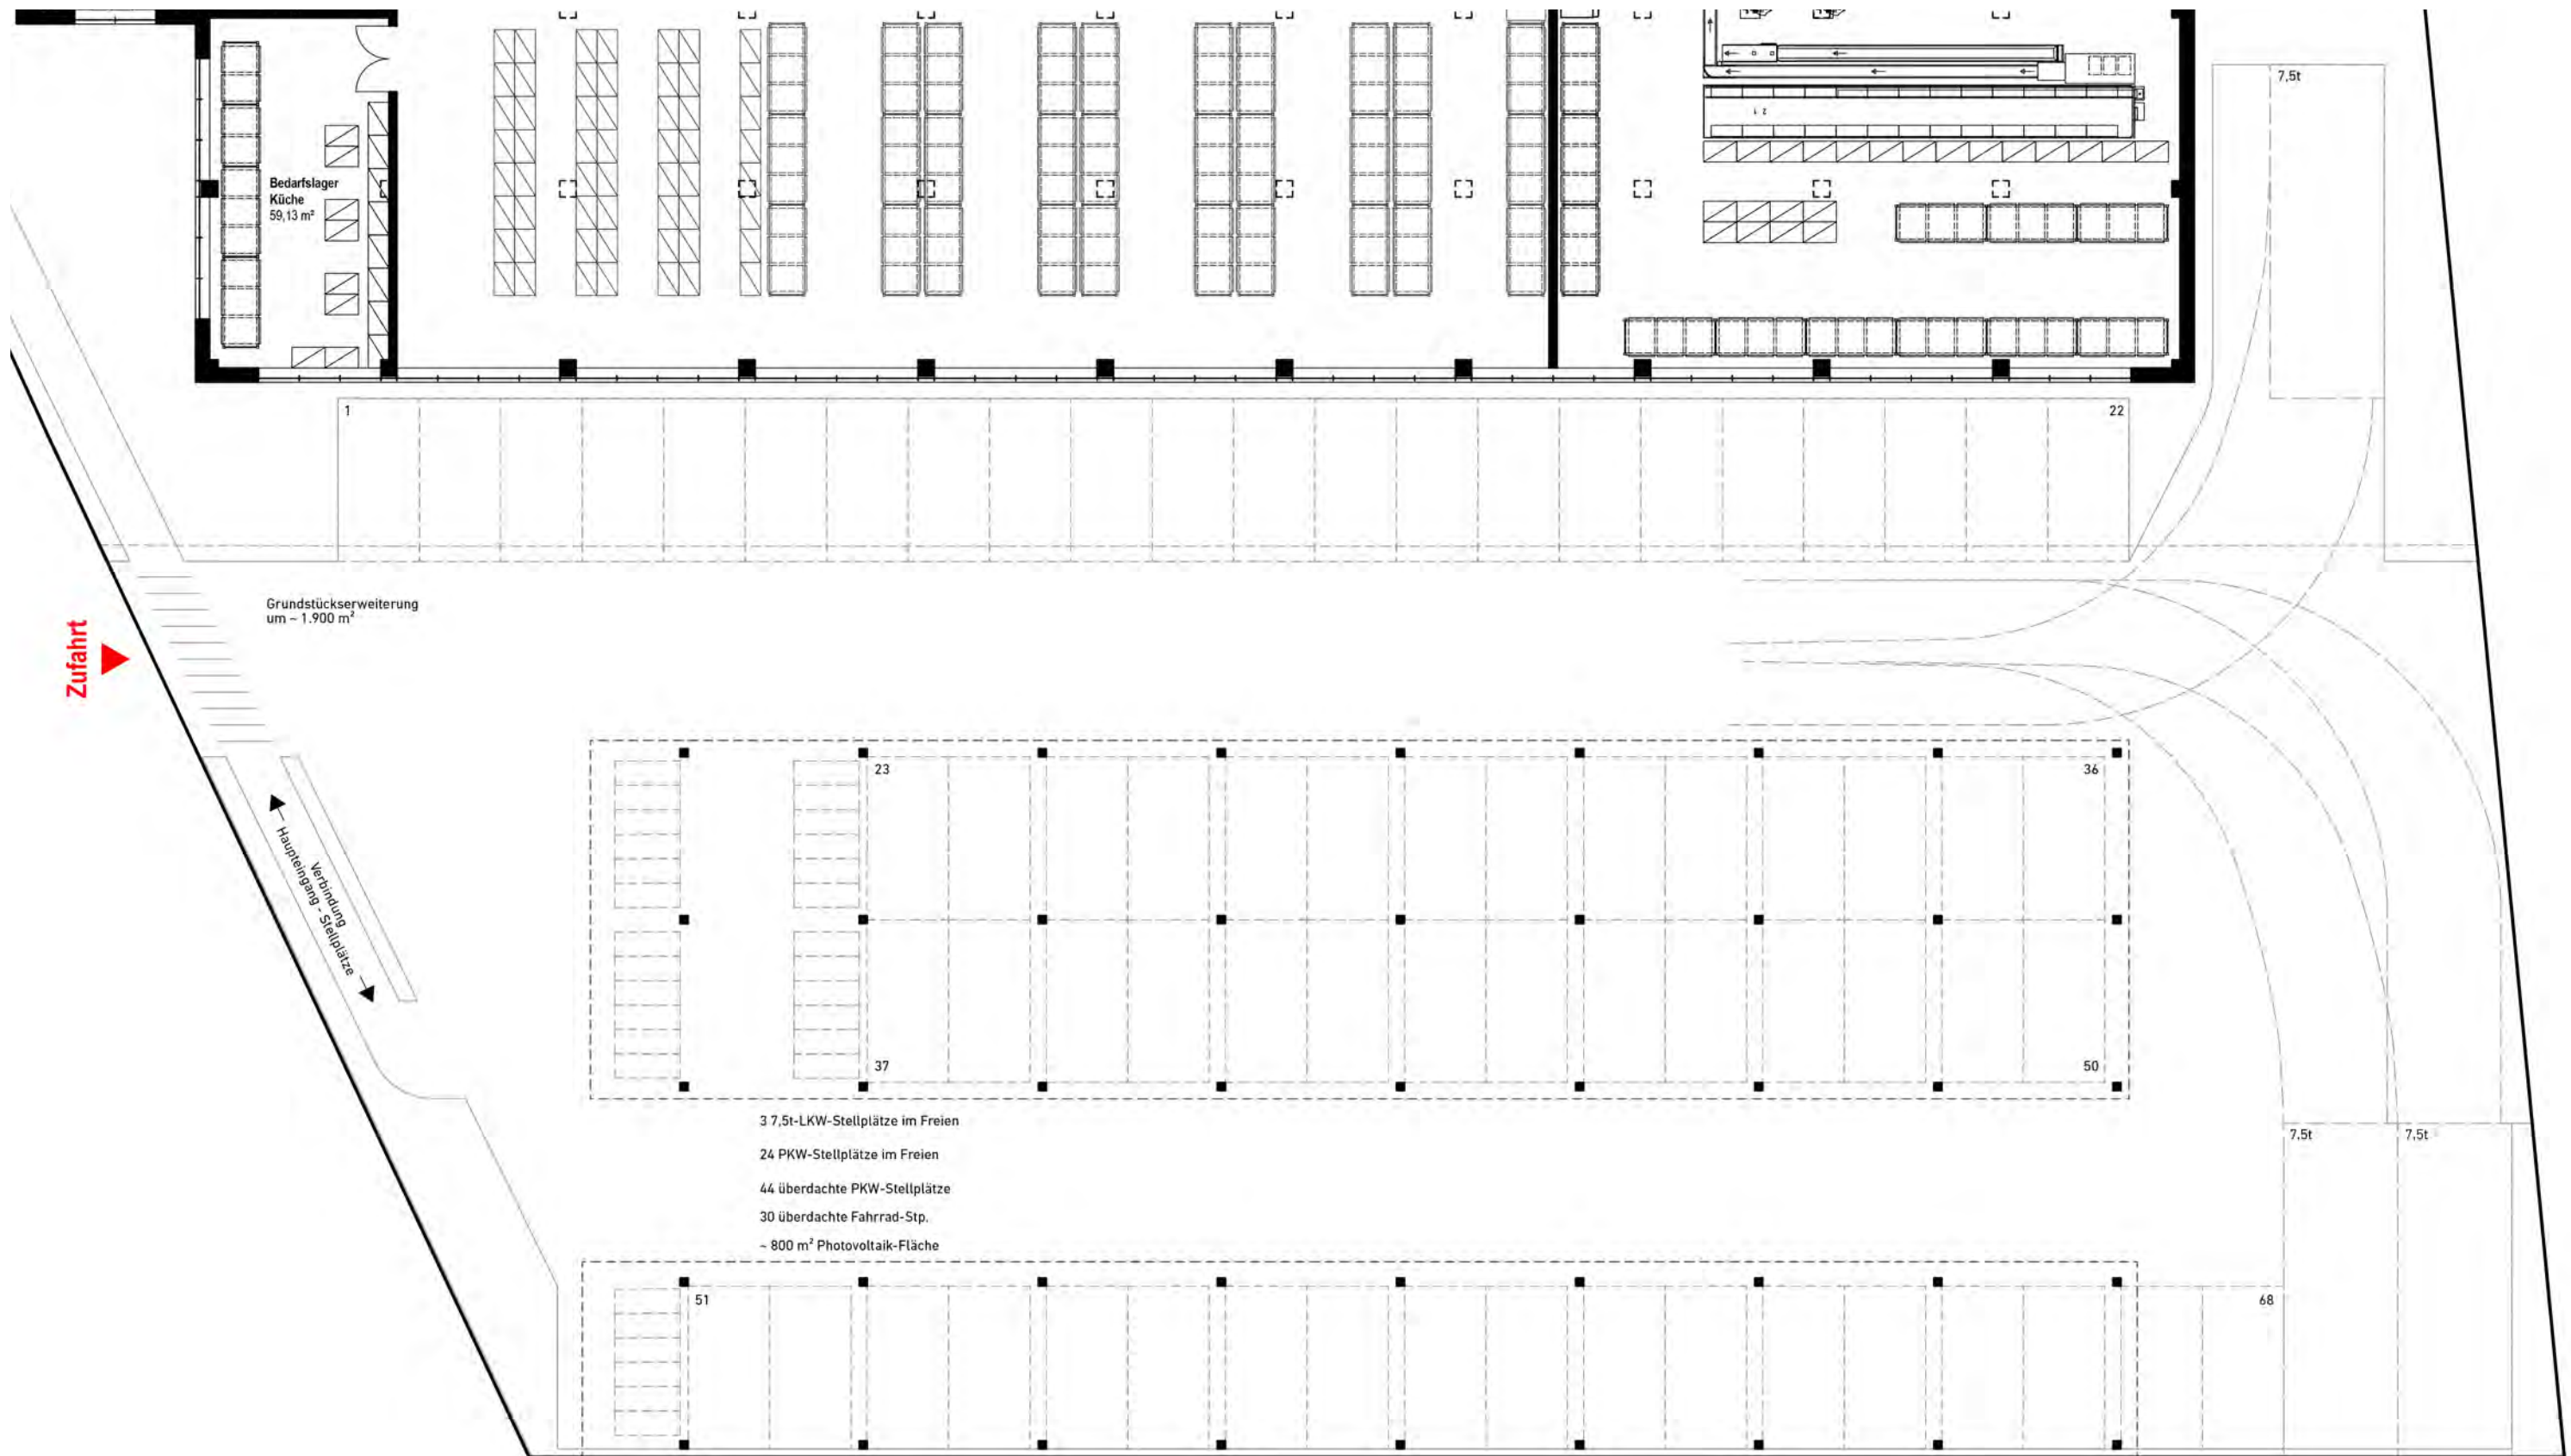 7,5t
2 1
Bedarfslager
Küche
59,13 m²
1
22
Grundstückserweiterung
um ~ 1.900 m²
Zufahrt
23
36
Verbindung
Haupteingang - Stellplätze
37
50
3 7,5t-LKW-Stellplätze im Freien
24 PKW-Stellplätze im Freien
44 überdachte PKW-Stellplätze
30 überdachte Fahrrad-Stp.
~ 800 m² Photovoltaik-Fläche
7,5t
7,5t
51
68